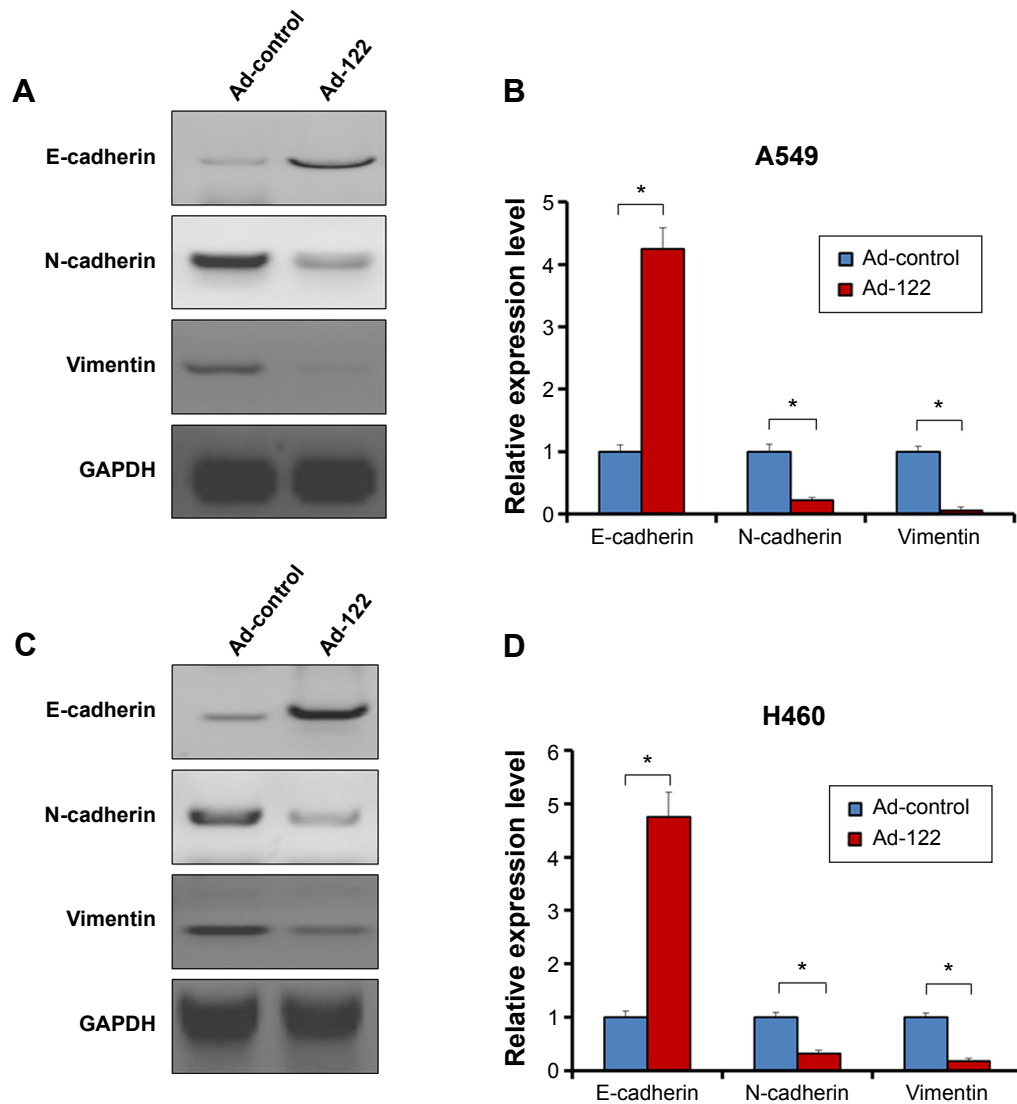 A
Ad-control
Ad-122
E-cadherin
N-cadherin
Vimentin
GAPDH
B
A549
Relative expression level
5
4
3
2
1
0
*
*
*
Ad-control
Ad-122
E-cadherin
N-cadherin
Vimentin
C
Ad-control
Ad-122
E-cadherin
N-cadherin
Vimentin
GAPDH
D
H460
Relative expression level
6
5
4
3
2
1
0
*
*
*
Ad-control
Ad-122
E-cadherin
N-cadherin
Vimentin